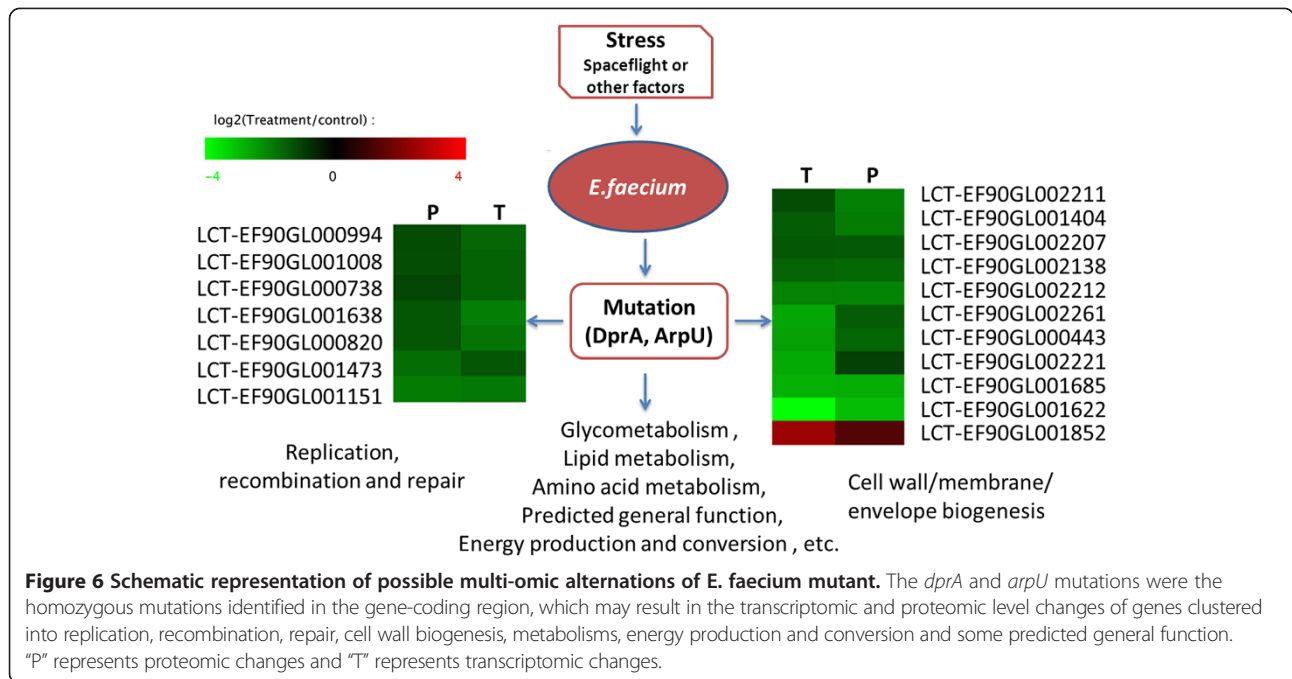 Stress
Spaceflight or
other factors
log2(Treatment/control) :
-4
0
4
E.faecium
P T
LCT-EF90GL000994
LCT-EF90GL001008
LCT-EF90GL000738
LCT-EF90GL001638
LCT-EF90GL000820
LCT-EF90GL001473
LCT-EF90GL001151
Replication,
recombination and repair
Mutation
(DprA, ArpU)
Glycometabolism ,
Lipid metabolism,
Amino acid metabolism,
Predicted general function,
Energy production and conversion , etc.
T P
LCT-EF90GL002211
LCT-EF90GL001404
LCT-EF90GL002207
LCT-EF90GL002138
LCT-EF90GL002212
LCT-EF90GL002261
LCT-EF90GL000443
LCT-EF90GL002221
LCT-EF90GL001685
LCT-EF90GL001622
LCT-EF90GL001852
Cell wall/membrane/
envelope biogenesis
Figure 6 Schematic representation of possible multi-omic alternations of E. faecium mutant. The dprA and arpU mutations were the
homozygous mutations identified in the gene-coding region, which may result in the transcriptomic and proteomic level changes of genes clustered
into replication, recombination, repair, cell wall biogenesis, metabolisms, energy production and conversion and some predicted general function.
“P” represents proteomic changes and “T” represents transcriptomic changes.